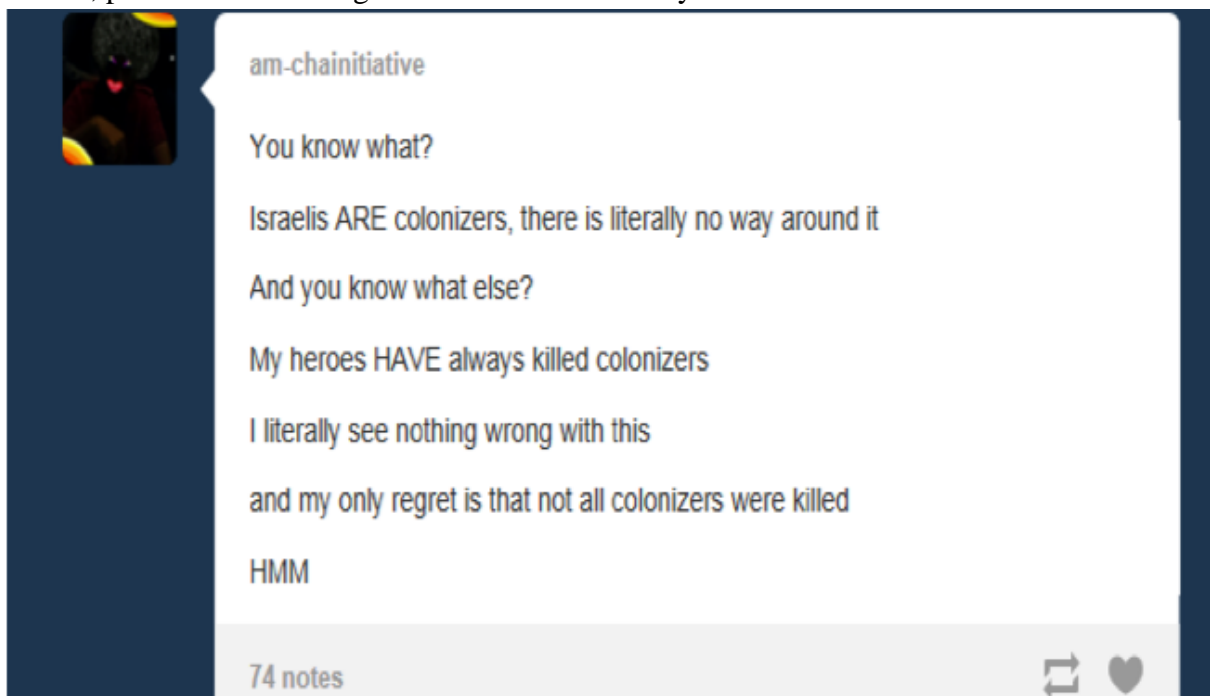 am-chainitiative
You know what?
Israelis ARE colonizers, there is literally no way around it
And you know what else?
My heroes HAVE always killed colonizers
I literally see nothing wrong with this
and my only regret is that not all colonizers were killed
HMM
74 notes